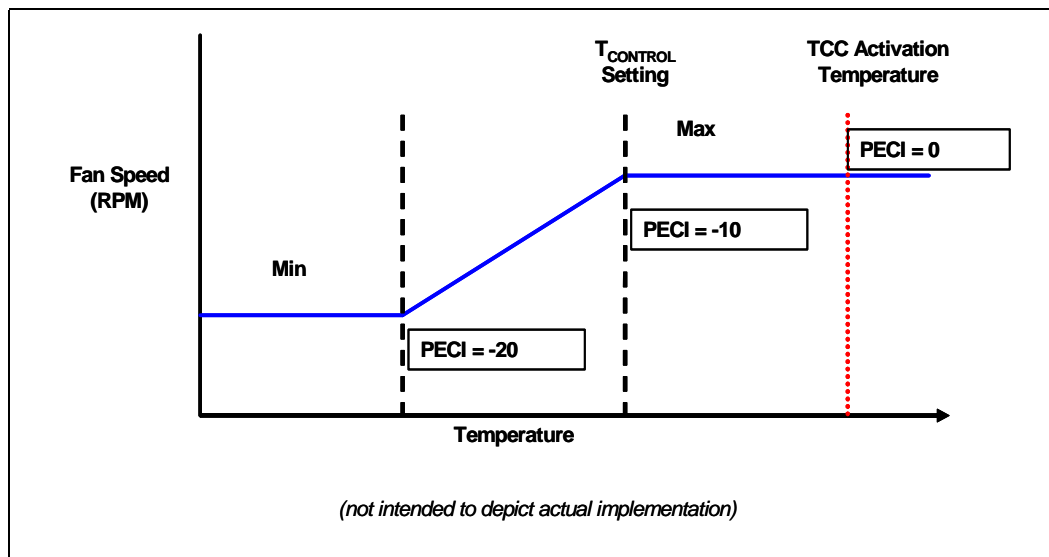 T CONTROL
Setting
TCC Activation
Temperature
Max
PECI = 0
Fan Speed
(RPM)
PECI = -10
Min
PECI = -20
Temperature
(not intended to depict actual implementation)